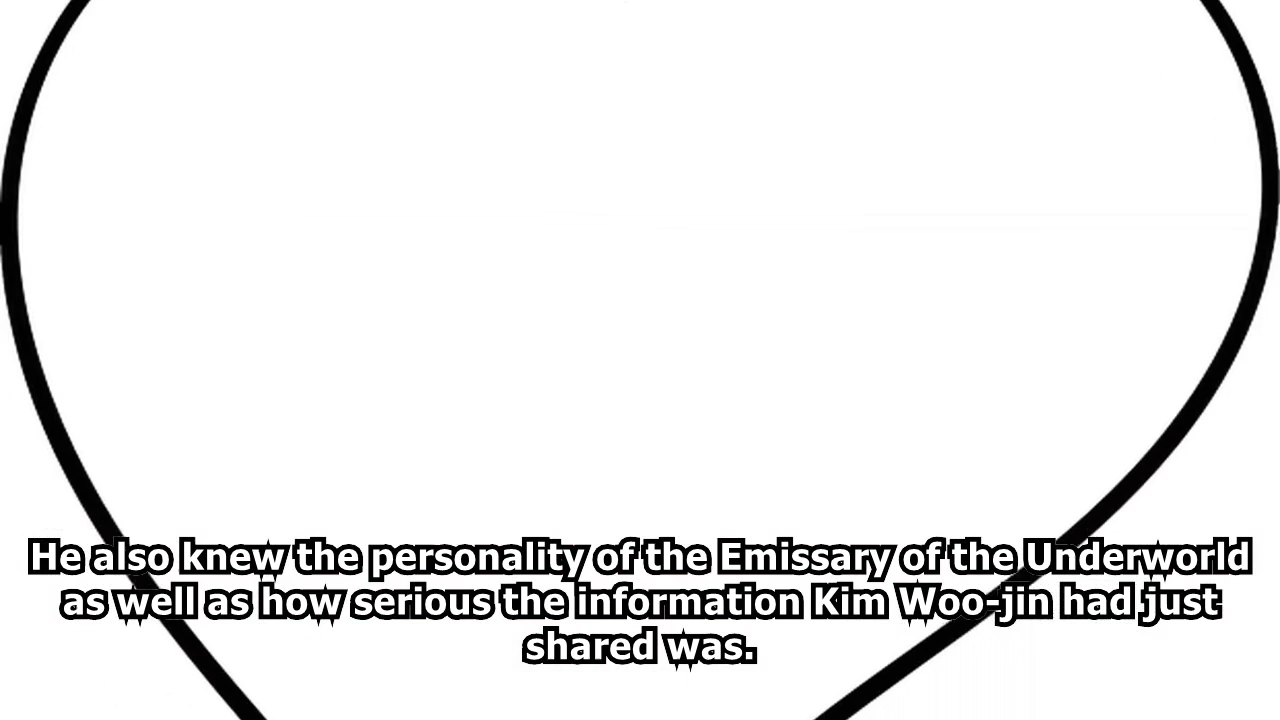 He also knew the personality of the Emissary of the Underworld
as well as how serious the information Kim Woo-jin had just
shared was.